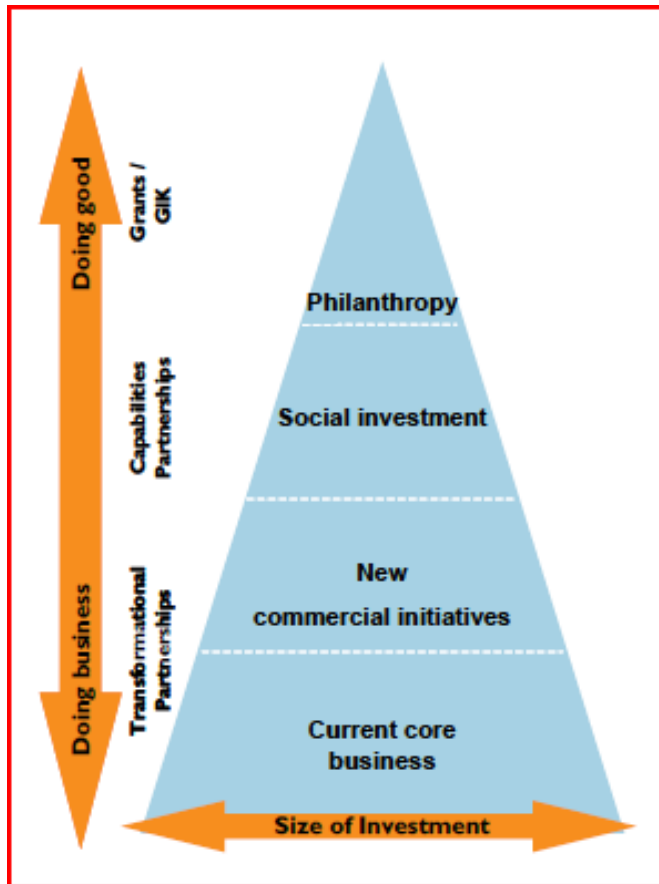 Doing good
Grants /
GIK
Philanthropy
Capabilities
Partnerships
Social investment
Doing business
Transformational
Partnerships
New
commercial initiatives
Current core
business
Size of Investment